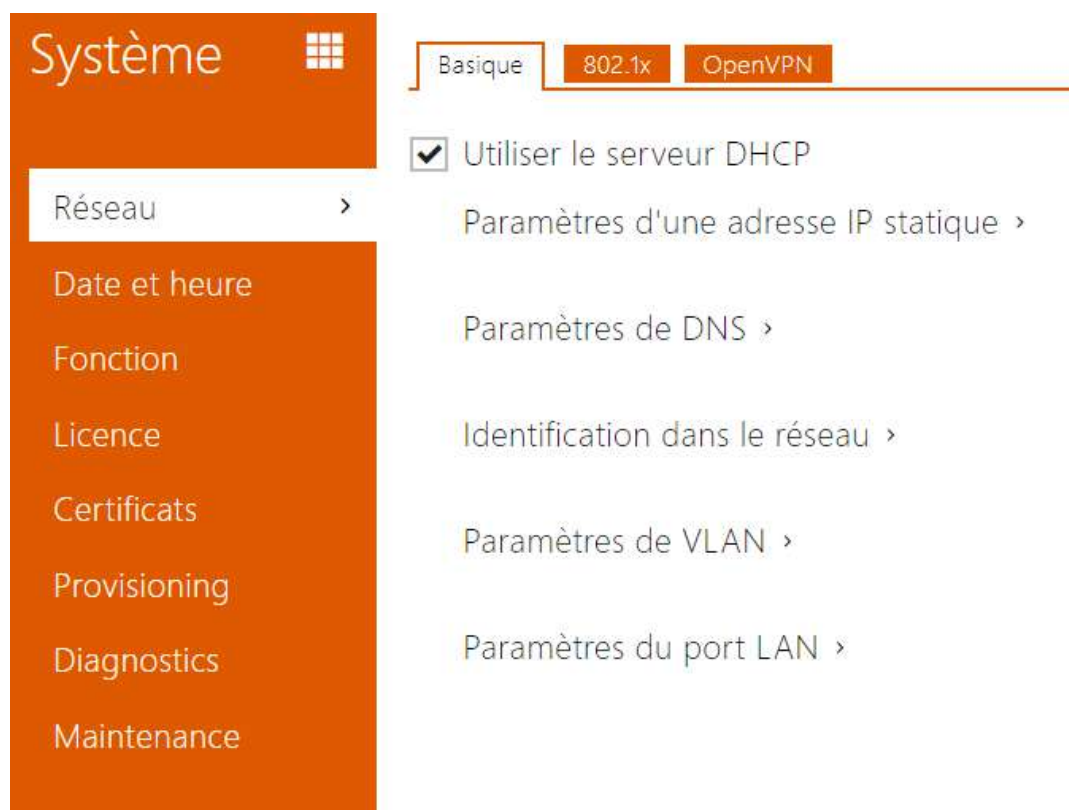 Système
Réseau
Date et heure
Fonction
Licence
Certificats
Provisioning
Diagnostics
Maintenance
Basique
802.1x
OpenVPN
Utiliser le serveur DHCP
Paramètres d'une adresse IP statique
Paramètres de DNS
Identification dans le réseau
Paramètres de VLAN
Paramètres du port LAN